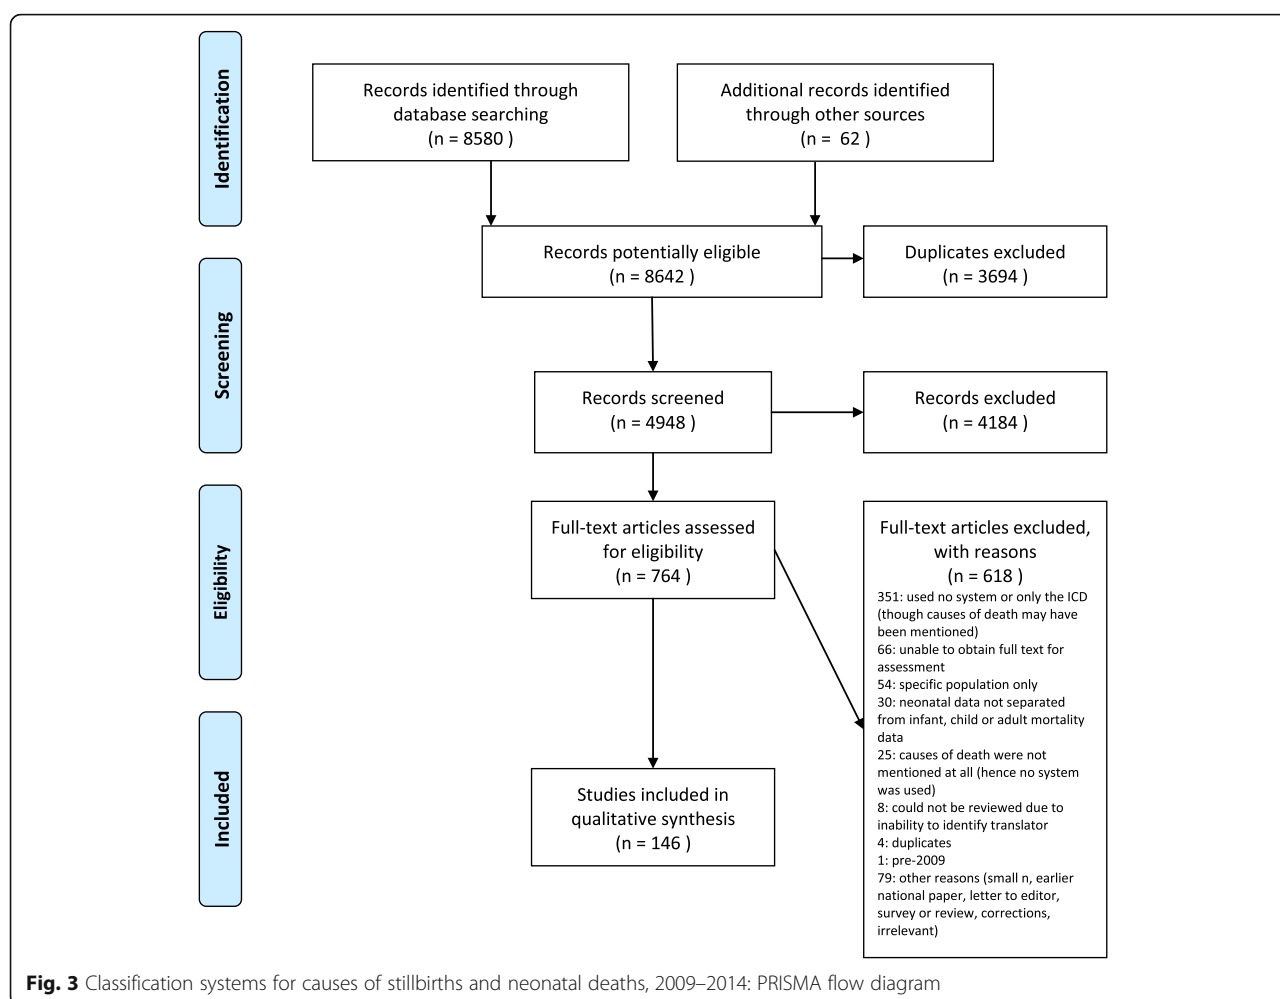 Identification
Records identified through
database searching
(n = 8580 )
Additional records identified
through other sources
(n =  62 )
Records potentially eligible
(n = 8642 )
Duplicates excluded
(n = 3694 )
Screening
Records screened
(n = 4948 )
Records excluded
(n = 4184 )
Eligibility
Full-text articles assessed
for eligibility
(n = 764 )
Full-text articles excluded,
with reasons
(n = 618 )
351: used no system or only the ICD
(though causes of death may have
been mentioned)
66: unable to obtain full text for
assessment
54: specific population only
30: neonatal data not separated
from infant, child or adult mortality
data
25: causes of death were not
mentioned at all (hence no system
was used)
8: could not be reviewed due to
inability to identify translator
4: duplicates
1: pre-2009
79: other reasons (small n, earlier
national paper, letter to editor,
survey or review, corrections,
irrelevant)
Included
Studies included in
qualitative synthesis
(n = 146 )
Fig. 3 Classification systems for causes of stillbirths and neonatal deaths, 2009–2014: PRISMA flow diagram